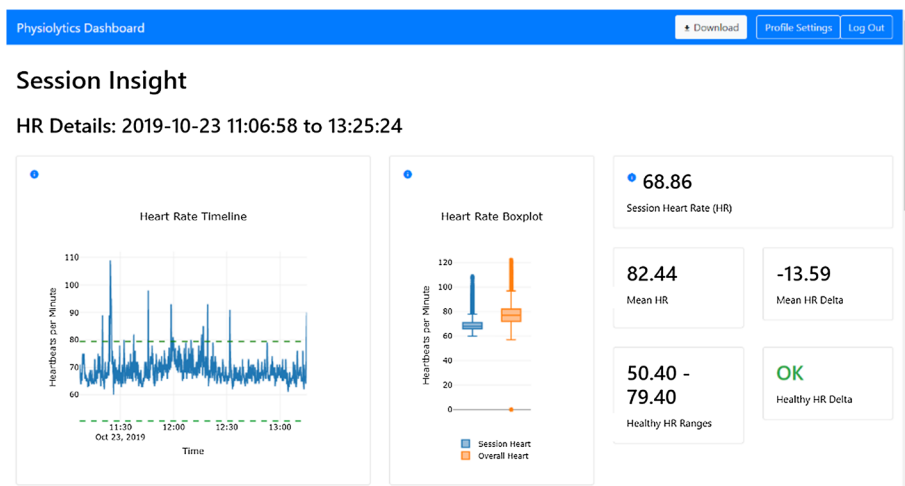 Physiolytics Dashboard
Download
Profile Settings
Log Out
Session Insight
HR Details: 2019-10-23 11:06:58 to 13:25:24
Heart Rate Timeline
Heartbeats per Minute
110
100
90
80
70
60
11:30
12:00
12:30
13:00
Oct 23, 2019
Time
Heart Rate Boxplot
Heartbeats per Minute
120
100
80
60
40
20
0
Session Heart
Overall Heart
68.86
Session Heart Rate (HR)
82.44
Mean HR
-13.59
Mean HR Delta
50.40 -
79.40
Healthy HR Ranges
OK
Healthy HR Delta